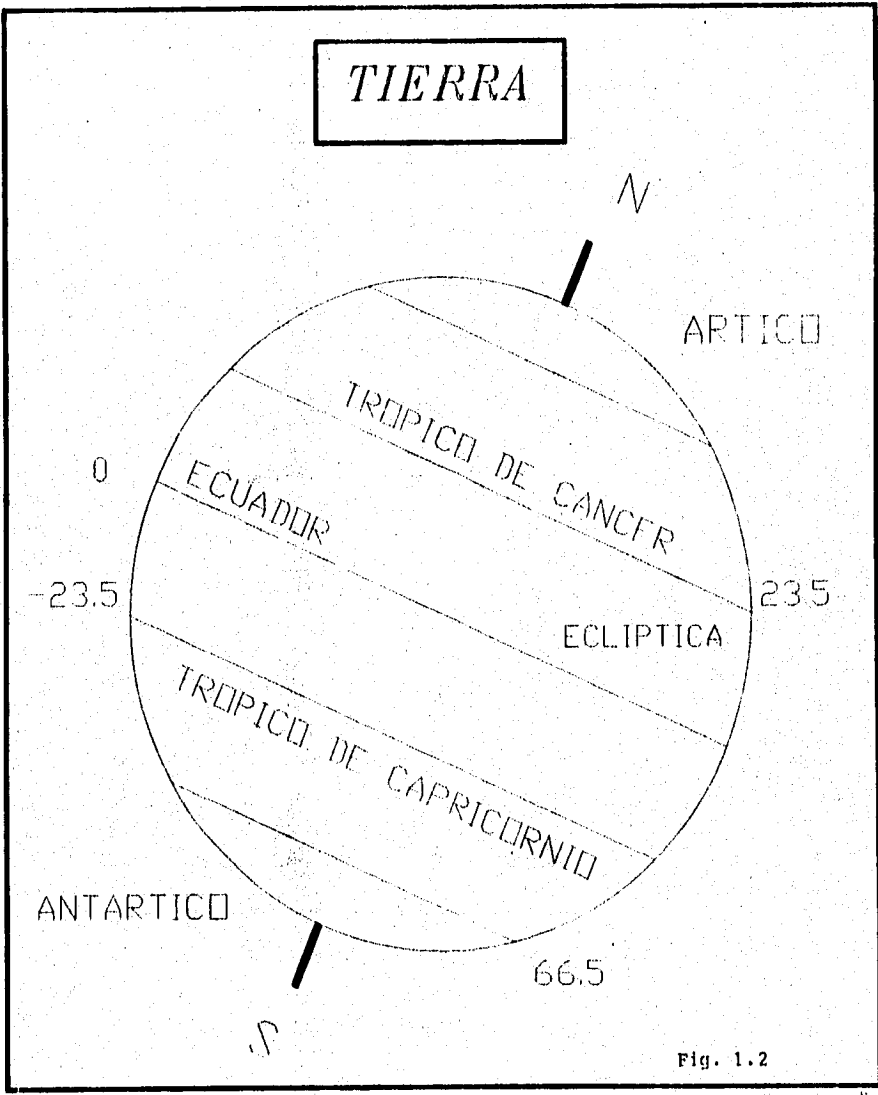 TIERRA
N
ARTICO
TROPICO DE CANCER
0
ECUADOR
-23.5
23.5
ECLIPTICA
TROPICO DE CAPRICORNIO
ANTARTICO
66.5
S
Fig. 1.2